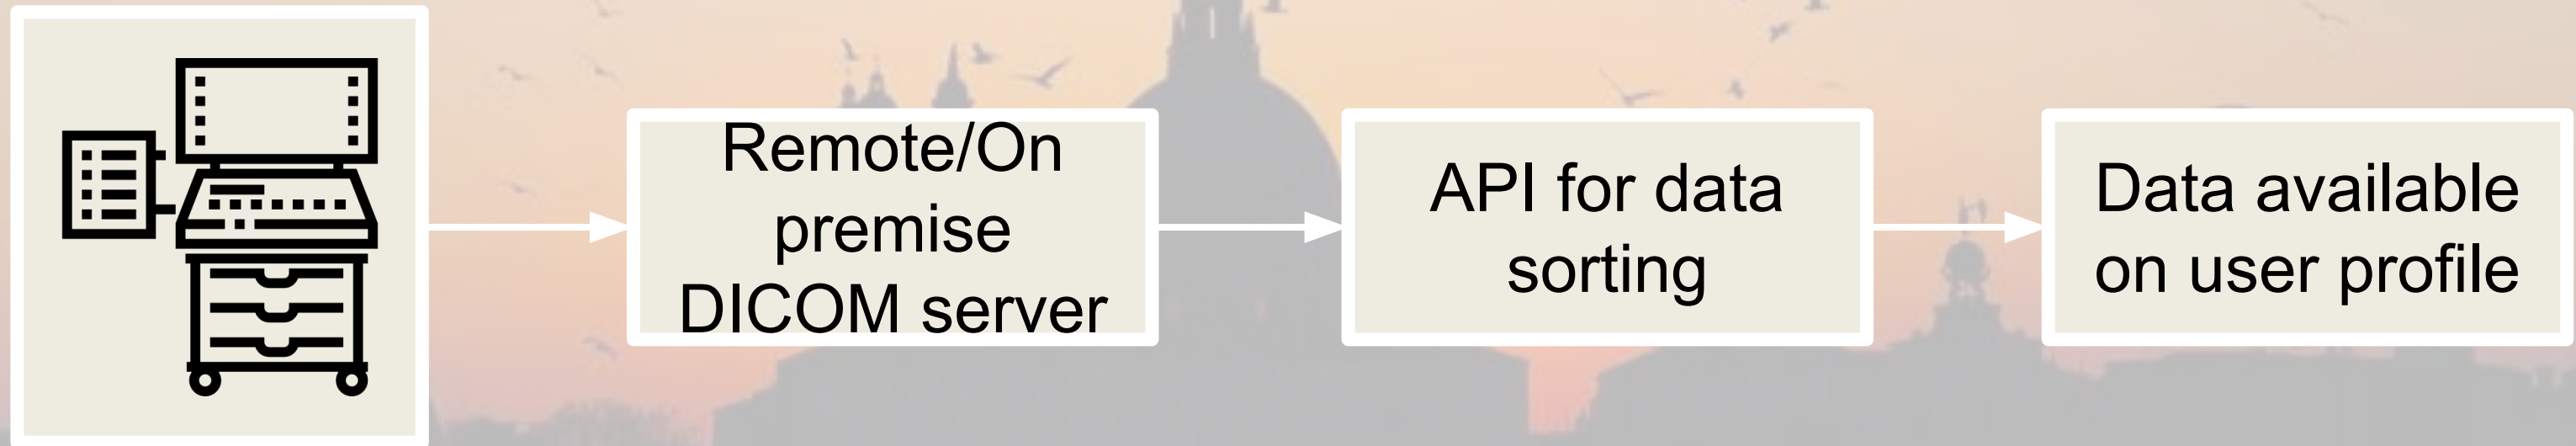 Remote/On
premise
DICOM server
API for data
sorting
Data available
on user profile